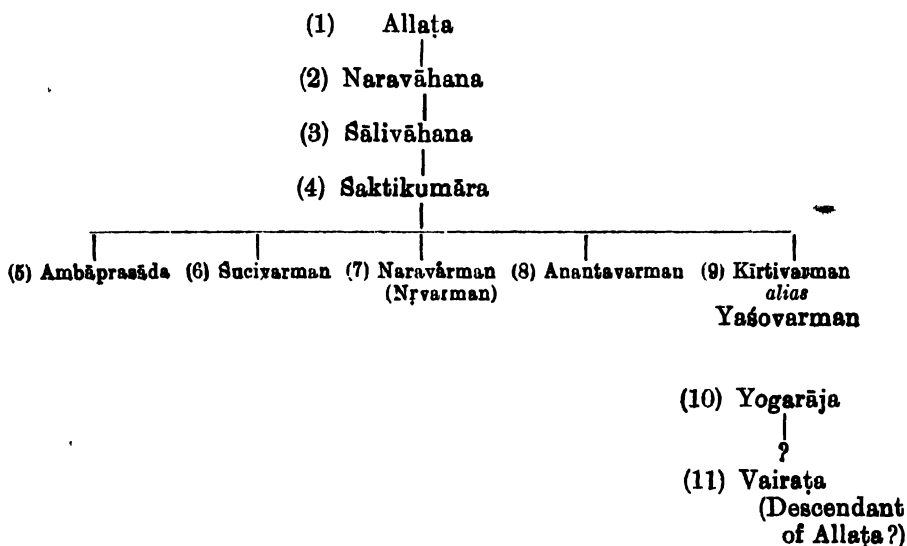 (1) Allaṭa
(2) Naravāhana
(3) Śālivāhana
(4) Śaktikumāra
(5) Ambāprasāda (6) Śucivarman (7) Naravarman (8) Anantavarman (9) Kīrtivarman
(Nṛvarman) alias
Yaśovarman
(10) Yogarāja
?
(11) Vairaṭa
(Descendant
of Allaṭa?)